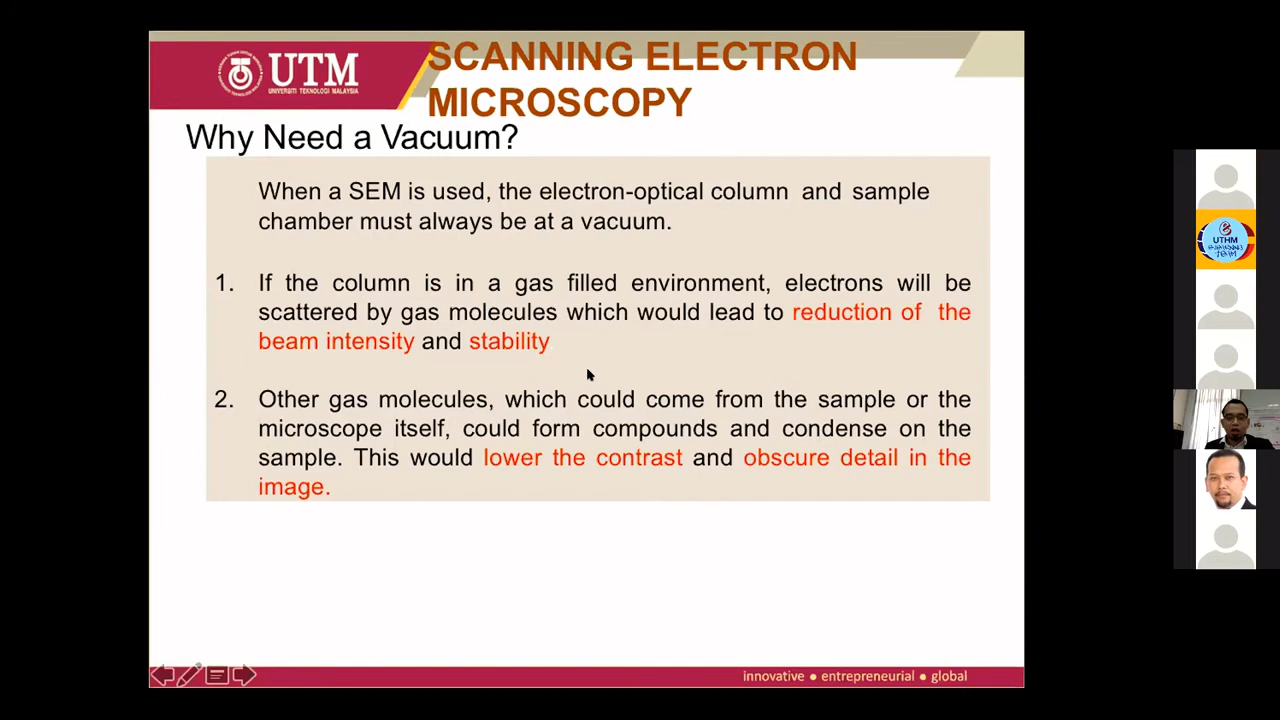 SCANNING ELECTRON
MICROSCOPY
UTM
UNIVERSITI TEKNOLOGI MALAYSIA
Why Need a Vacuum?
When a SEM is used, the electron-optical column and sample
chamber must always be at a vacuum.
1. If the column is in a gas filled environment, electrons will be
scattered by gas molecules which would lead to reduction of the
beam intensity and stability
2. Other gas molecules, which could come from the sample or the
microscope itself, could form compounds and condense on the
sample. This would lower the contrast and obscure detail in the
image.
innovative ● entrepreneurial ● global
UTHM